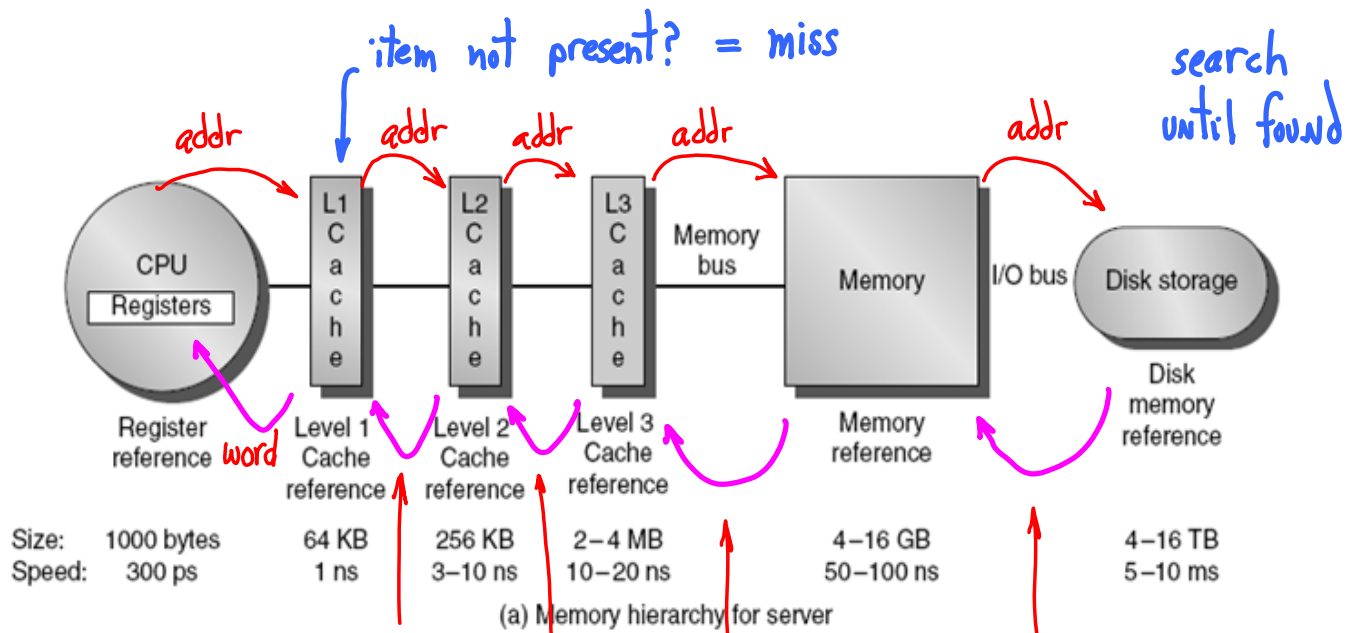 item not present? = miss
search
until found
addr
addr
addr
addr
addr
CPU
Registers
L1
C
a
c
h
e
L2
C
a
c
h
e
L3
C
a
c
h
e
Memory
bus
Memory
I/O bus
Disk storage
Register
reference
word
Level 1
Cache
reference
Level 2
Cache
reference
Level 3
Cache
reference
Memory
reference
Disk
memory
reference
Size: 1000 bytes 64 KB 256 KB 2–4 MB 4–16 GB 4–16 TB
Speed: 300 ps 1 ns 3–10 ns 10–20 ns 50–100 ns 5–10 ms
(a) Memory hierarchy for server